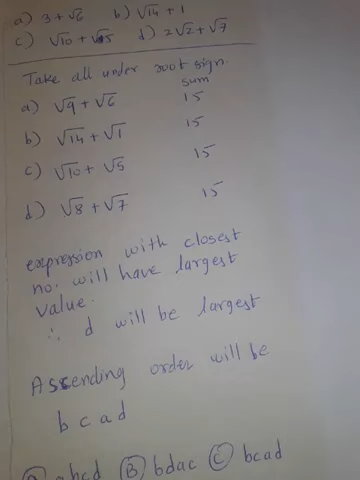 a) 3+√6 b) √14 + 1
c) √10 + √5 d) 2√2 + √7
Take all under root sign.
sum
a) √9 + √6 15
b) √14 + √1 15
c) √10 + √5 15
d) √8 + √7 15
expression with closest
no. will have largest
value.
∴ d will be largest
Ascending order will be
b c a d
(A) abcd (B) bdac (C) bcad